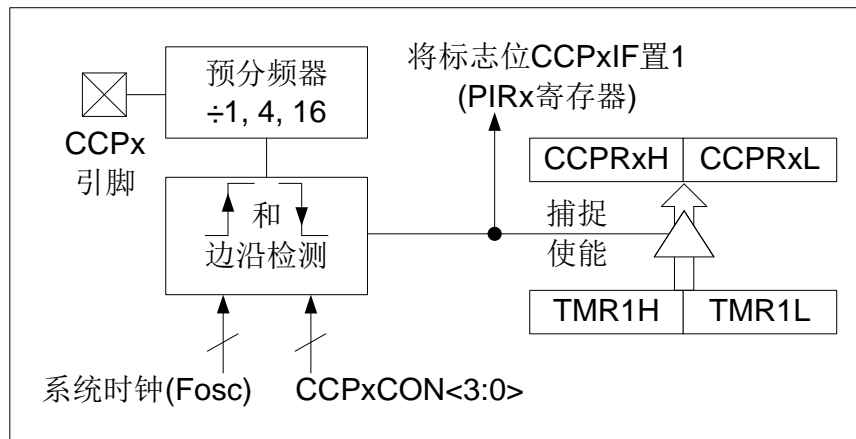 预分频器
÷1, 4, 16
CCPx
引脚
和
边沿检测
系统时钟(Fosc)
CCPxCON<3:0>
将标志位CCPxIF置1
(PIRx寄存器)
捕捉
使能
CCPRxH
CCPRxL
TMR1H
TMR1L